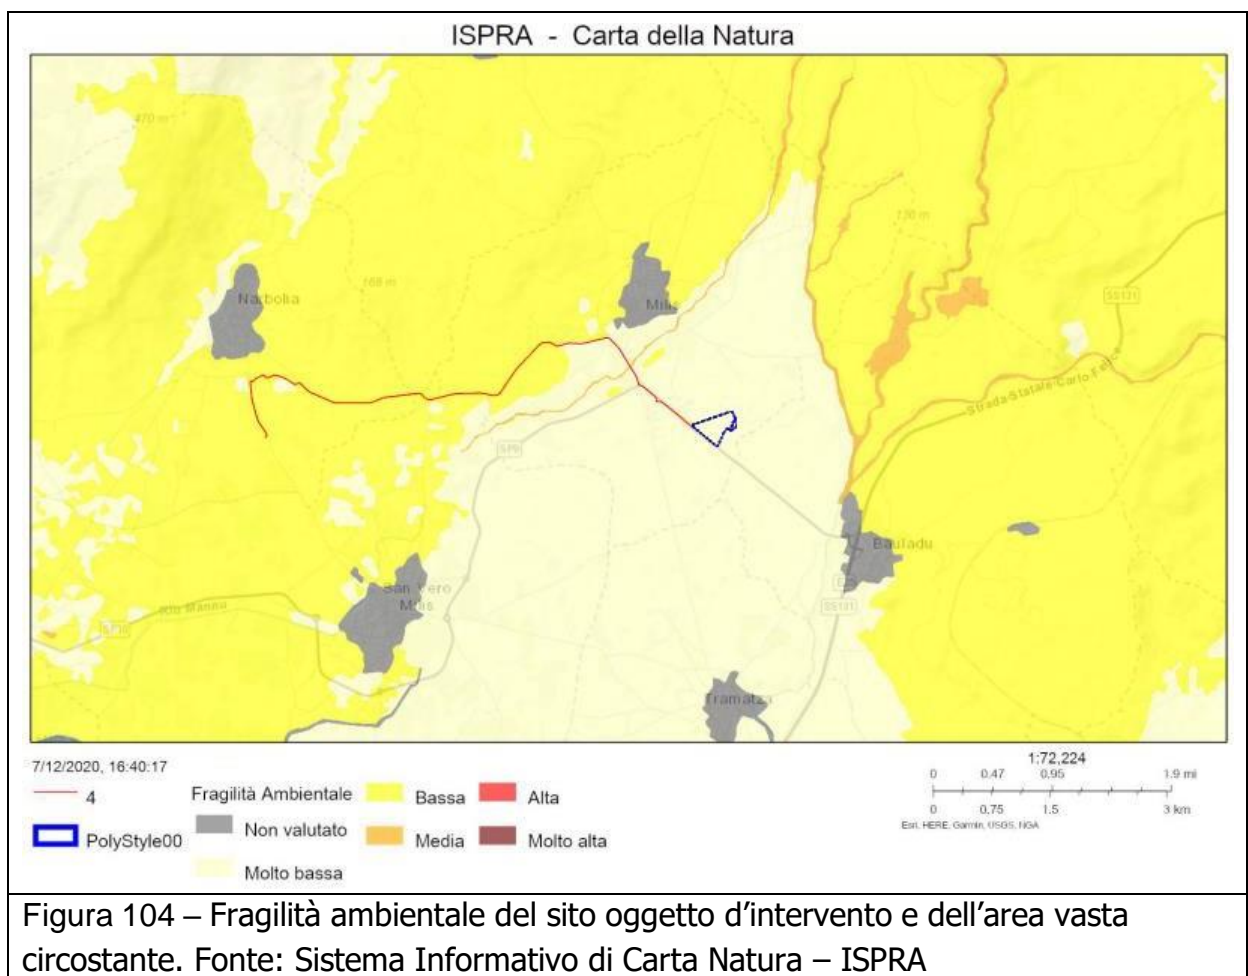 ISPRA - Carta della Natura
470 m
Narbolia
168 m
Milis
130 m
SS131
Strada Statale Carlo Felice
SP9
Bauladu
San Vero
Milis
Rio Mannu
SS131
Tramatza
7/12/2020, 16:40:17
4
PolyStyle00
Fragilità Ambientale
Non valutato
Molto bassa
Bassa
Media
Alta
Molto alta
1:72,224
0 0.47 0.95 1.9 mi
0 0.75 1.5 3 km
Esri, HERE, Garmin, USGS, NGA
Figura 104 – Fragilità ambientale del sito oggetto d’intervento e dell’area vasta
circostante. Fonte: Sistema Informativo di Carta Natura – ISPRA